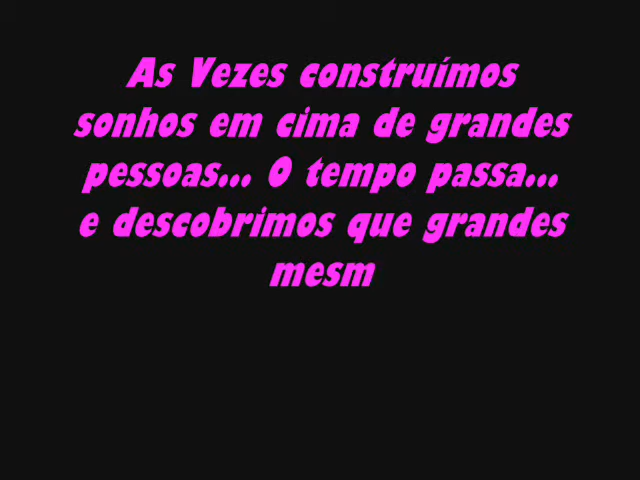 As Vezes construímos
sonhos em cima de grandes
pessoas... O tempo passa...
e descobrimos que grandes
mesm